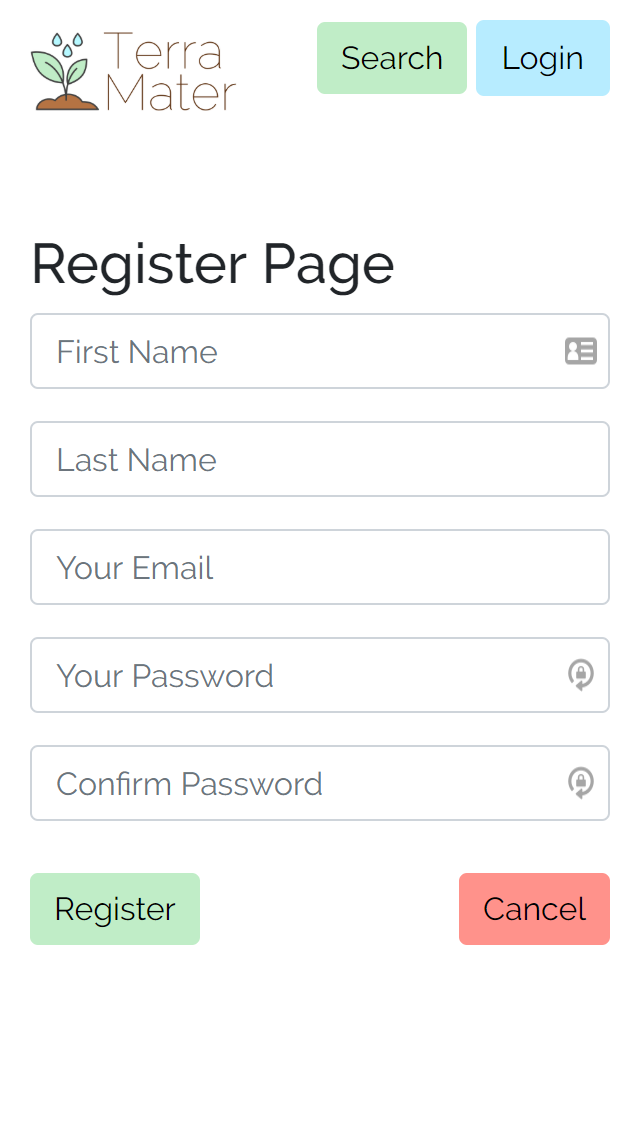 Terra
Mater
Search
Login
Register Page
First Name
Last Name
Your Email
Your Password
Confirm Password
Register
Cancel